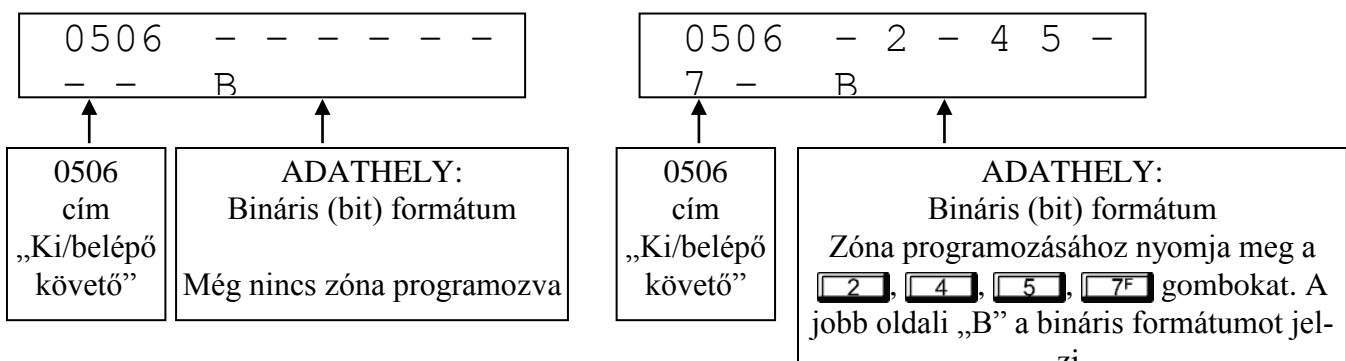 0506 – – – – – –
– – B
0506 – 2 – 4 5 –
7 – B
0506
cím
„Ki/belépő
követő”
ADATHELY:
Bináris (bit) formátum
Még nincs zóna programozva
0506
cím
„Ki/belépő
követő”
ADATHELY:
Bináris (bit) formátum
Zóna programozásához nyomja meg a
2, 4, 5, 7F gombokat. A
jobb oldali „B” a bináris formátumot jel-
zi